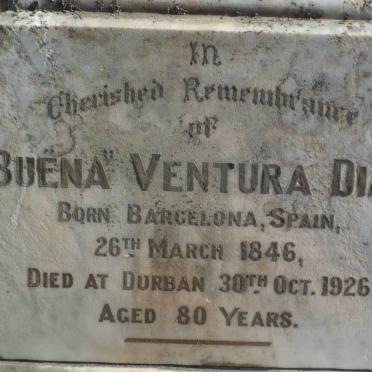 In
Cherished Remembrance
of
BUENA VENTURA
BORN BARCELONA, SPAIN,
26TH MARCH 1846,
DIED AT DURBAN 30TH OCT. 1926
AGED 80 YEARS.